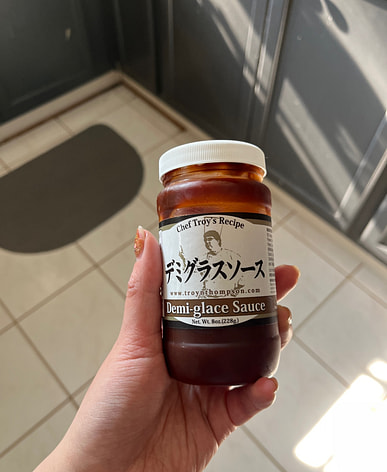 Chef Troy's Recipe
デミグラスソース
www.troynthompson.com
Demi-glace Sauce
Net. Wt. 8oz.(228g)